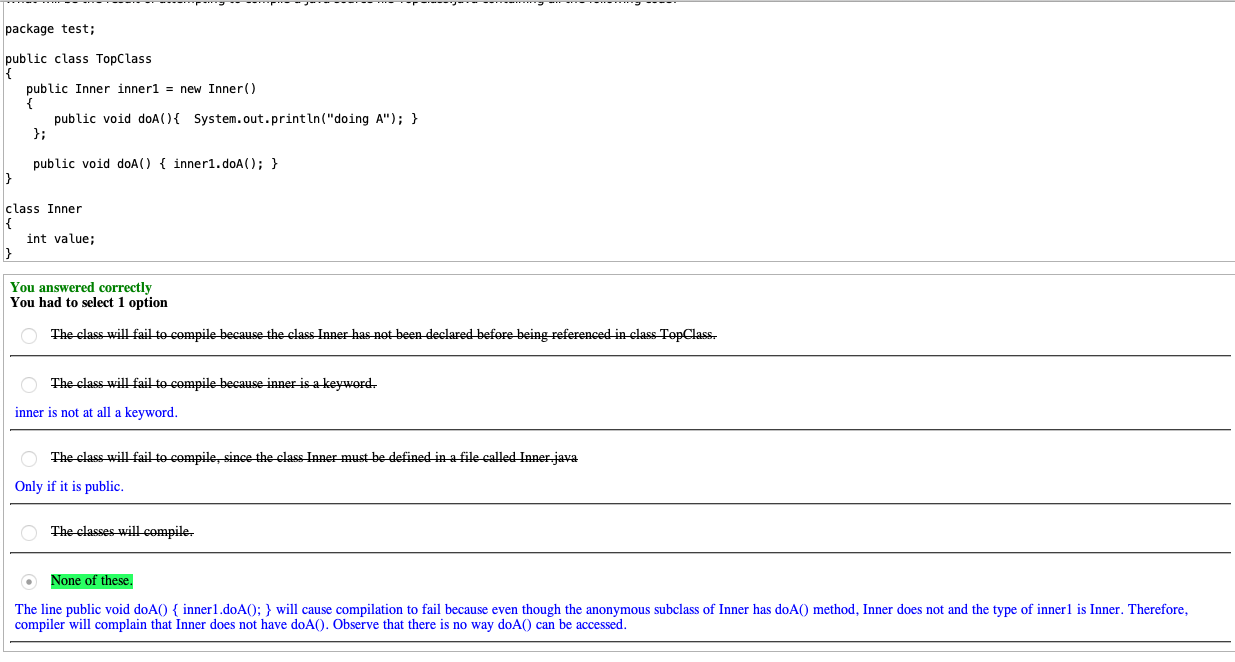 package test;
public class TopClass
{
public Inner inner1 = new Inner()
{
public void doA(){ System.out.println("doing A"); }
};
public void doA() { inner1.doA(); }
}
class Inner
{
int value;
}
You answered correctly
You had to select 1 option
The class will fail to compile because the class Inner has not been declared before being referenced in class TopClass.
The class will fail to compile because inner is a keyword.
inner is not at all a keyword.
The class will fail to compile, since the class Inner must be defined in a file called Inner.java
Only if it is public.
The classes will compile.
None of these.
The line public void doA() { inner1.doA(); } will cause compilation to fail because even though the anonymous subclass of Inner has doA() method, Inner does not and the type of inner1 is Inner. Therefore,
compiler will complain that Inner does not have doA(). Observe that there is no way doA() can be accessed.